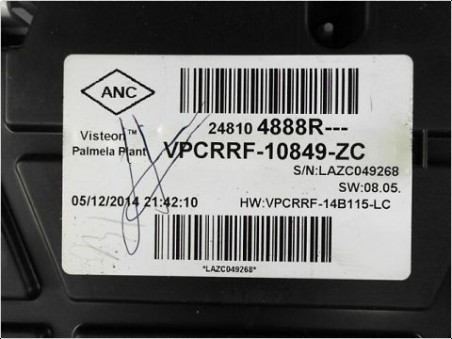 ANC
24810 4888R---
Visteon™
Palmela Plant
VPCRRF-10849-ZC
S/N:LAZC049268
SW:08.05.
05/12/2014 21:42:10
HW:VPCRRF-14B115-LC
*LAZC049268*